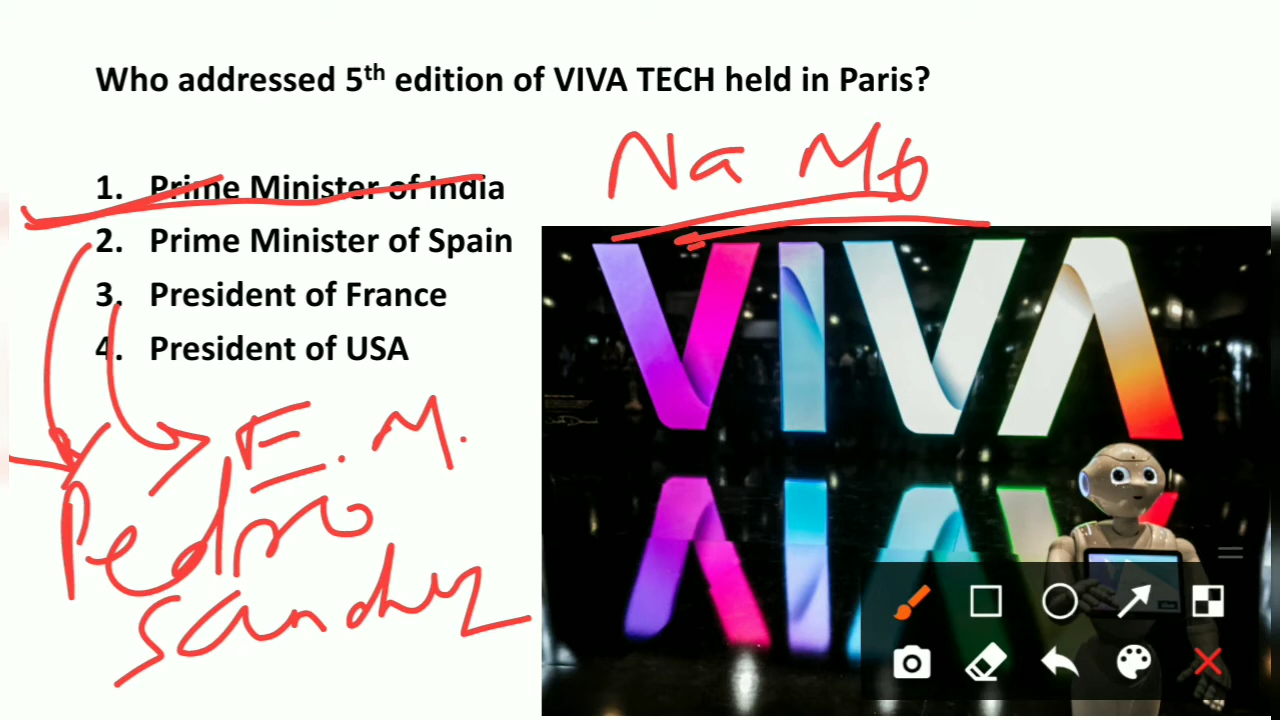 Who addressed 5th edition of VIVA TECH held in Paris?
Na Mo
1. Prime Minister of India
2. Prime Minister of Spain
3. President of France
4. President of USA
VIVA
E. M.
Pedro
Sanchez